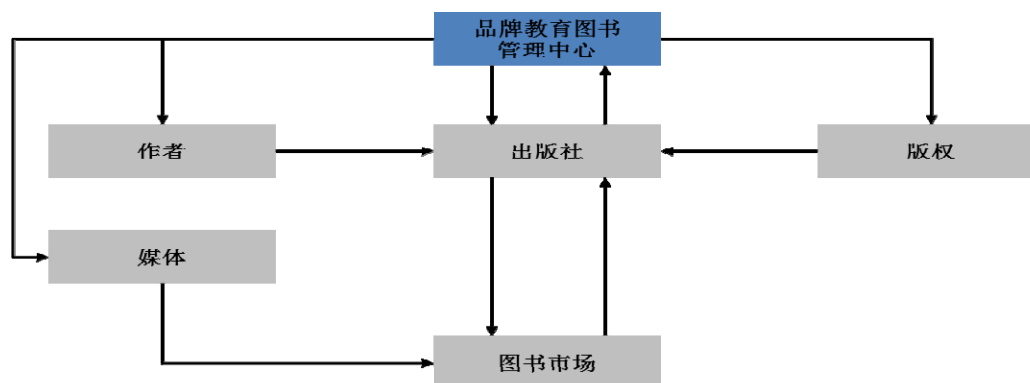 品牌教育图书
管理中心
作者
出版社
版权
媒体
图书市场